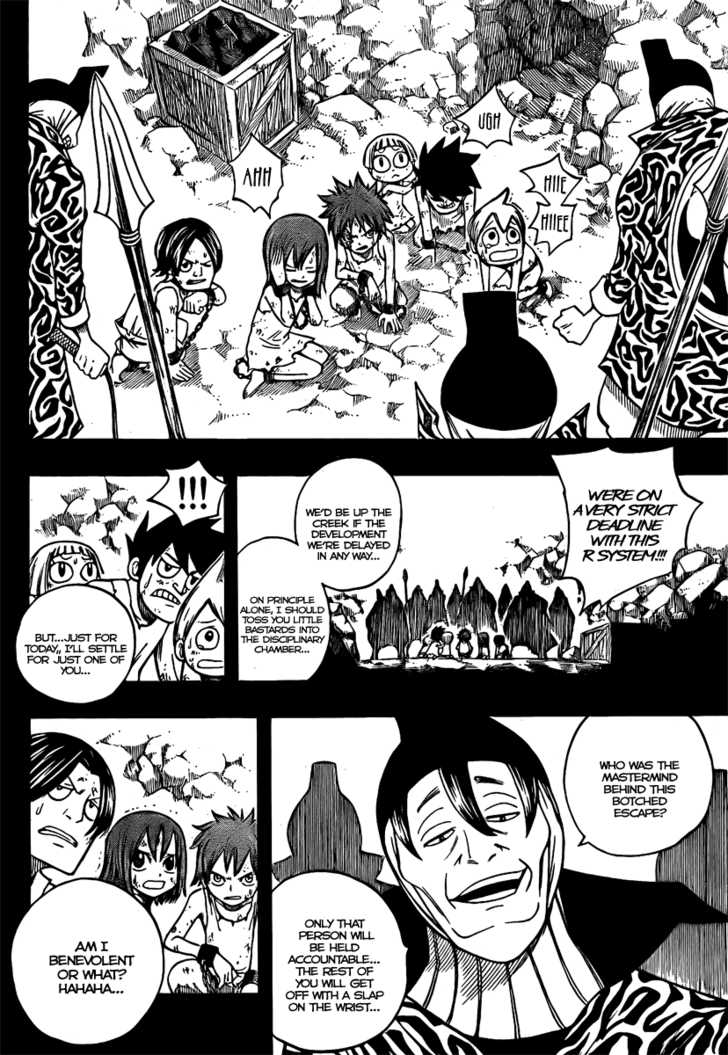 HIIE
HIIEE
UGH
AHH
WE'RE ON
A VERY STRICT
DEADLINE
WITH THIS
R SYSTEM!!!
WE'D BE UP THE
CREEK IF THE
DEVELOPMENT
WE'RE DELAYED
IN ANY WAY...
ON PRINCIPLE
ALONE, I SHOULD
TOSS YOU LITTLE
BASTARDS INTO
THE DISCIPLINARY
CHAMBER...
!!!
BUT...JUST FOR
TODAY,, I'LL SETTLE
FOR JUST ONE OF
YOU...
WHO WAS THE
MASTERMIND
BEHIND THIS
BOTCHED
ESCAPE?
ONLY THAT
PERSON WILL
BE HELD
ACCOUNTABLE...
THE REST OF
YOU WILL GET
OFF WITH A SLAP
ON THE WRIST...
AM I
BENEVOLENT
OR WHAT?
HAHAHA...